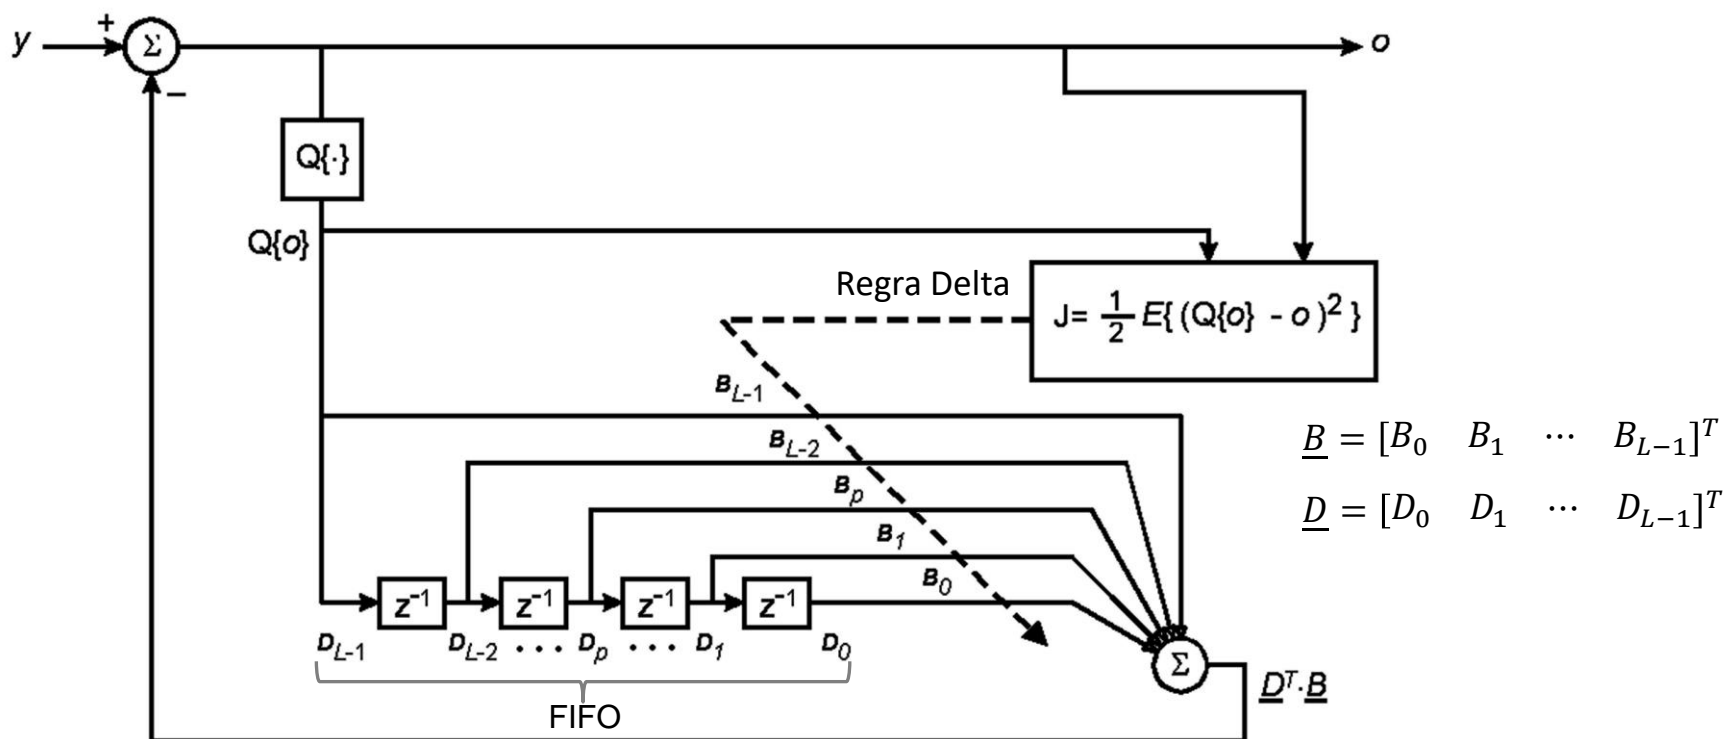 y + Σ o
−
Q{·}
Q{o}
Regra Delta
J= 1/2 E{ (Q{o} - o )² }
B_{L-1}
B_{L-2}
B_p
B_1
B_0
B = [B_0 B_1 ⋯ B_{L-1}]^T
D = [D_0 D_1 ⋯ D_{L-1}]^T
z⁻¹ z⁻¹ z⁻¹ z⁻¹
D_{L-1} D_{L-2} ... D_p ... D_1 D_0
Σ
D^T·B
FIFO